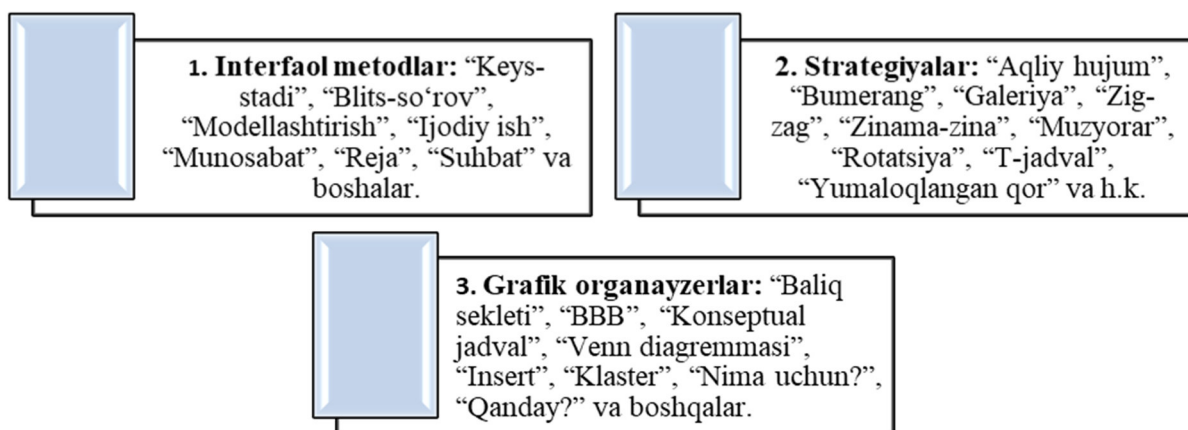 1. Interfaol metodlar: “Keys-
stadi”, “Blits-so‘rov”,
“Modellashtirish”, “Ijodiy ish”,
“Munosabat”, “Reja”, “Suhbat” va
boshalar.
2. Strategiyalar: “Aqliy hujum”,
“Bumerang”, “Galeriya”, “Zig-
zag”, “Zinama-zina”, “Muzyorar”,
“Rotatsiya”, “T-jadval”,
“Yumaloqlangan qor” va h.k.
3. Grafik organayzerlar: “Baliq
sekleti”, “BBB”, “Konseptual
jadval”, “Venn diagremmasi”,
“Insert”, “Klaster”, “Nima uchun?”,
“Qanday?” va boshqalar.